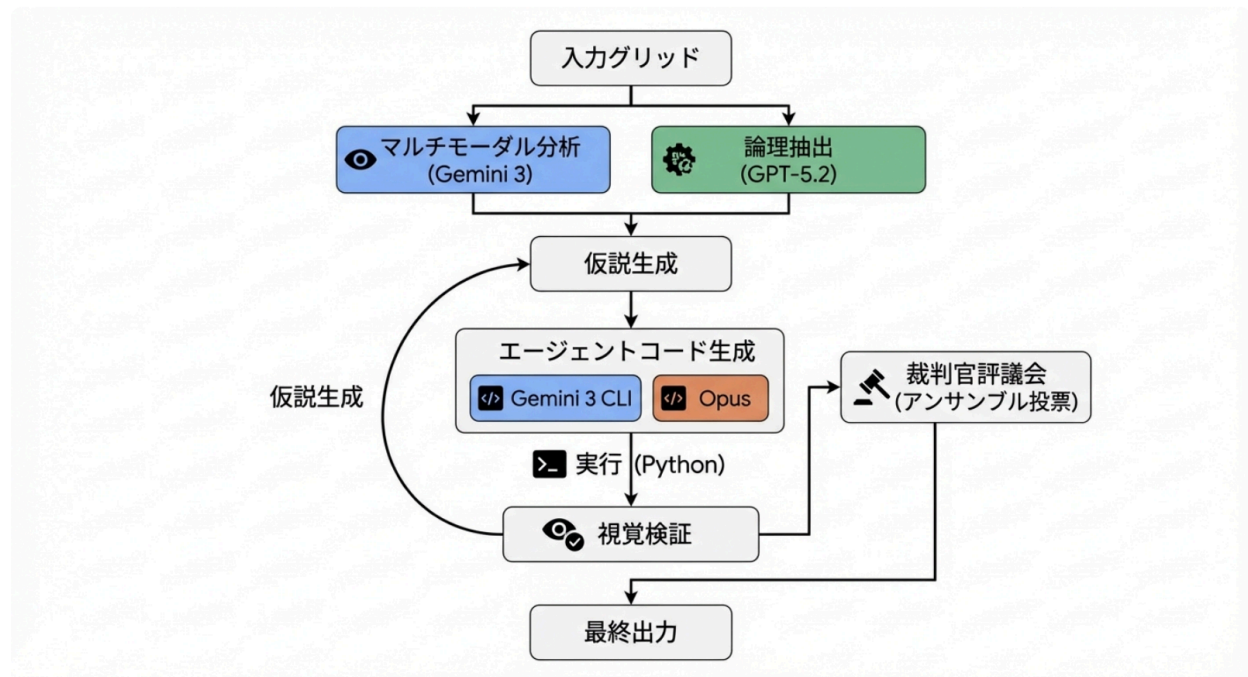 入力グリッド
マルチモーダル分析
(Gemini 3)
論理抽出
(GPT-5.2)
仮説生成
エージェントコード生成
</> Gemini 3 CLI
</> Opus
仮説生成
裁判官評議会
(アンサンブル投票)
>_ 実行 (Python)
視覚検証
最終出力